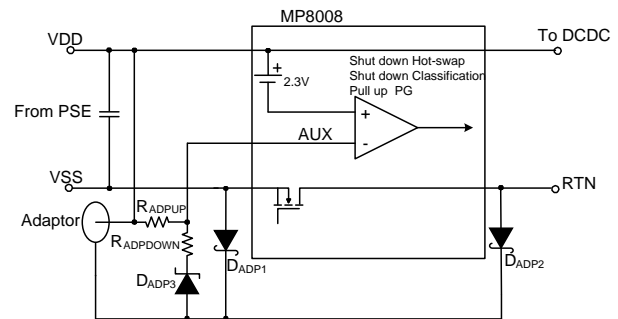 MP8008
VDD
To DCDC
Shut down Hot-swap
Shut down Classification
Pull up PG
+
2.3V
From PSE
+
AUX
-
VSS
RTN
Adaptor
RADPUP
RADPDOWN
DADP1
DADP2
DADP3